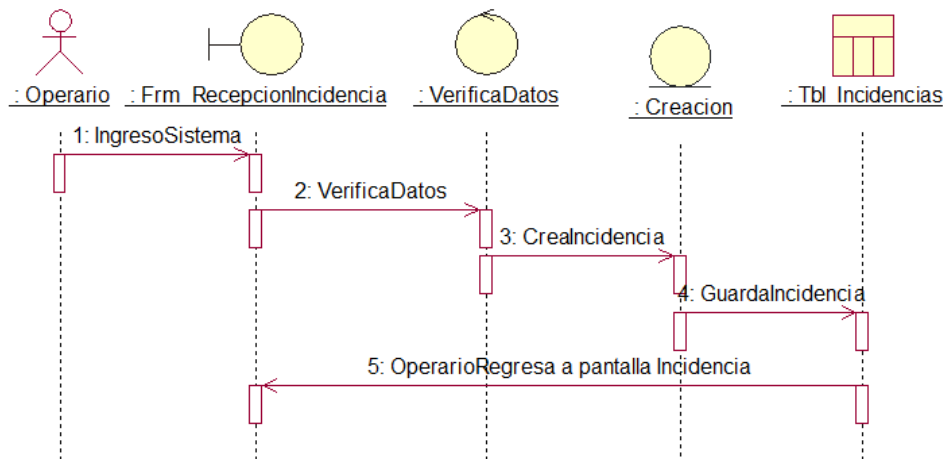 : Operario
: Frm_RecepcionIncidencia
: VerificaDatos
: Creacion
: Tbl_Incidencias
1: IngresoSistema
2: VerificaDatos
3: CreaIncidencia
4: GuardaIncidencia
5: OperarioRegresa a pantalla Incidencia